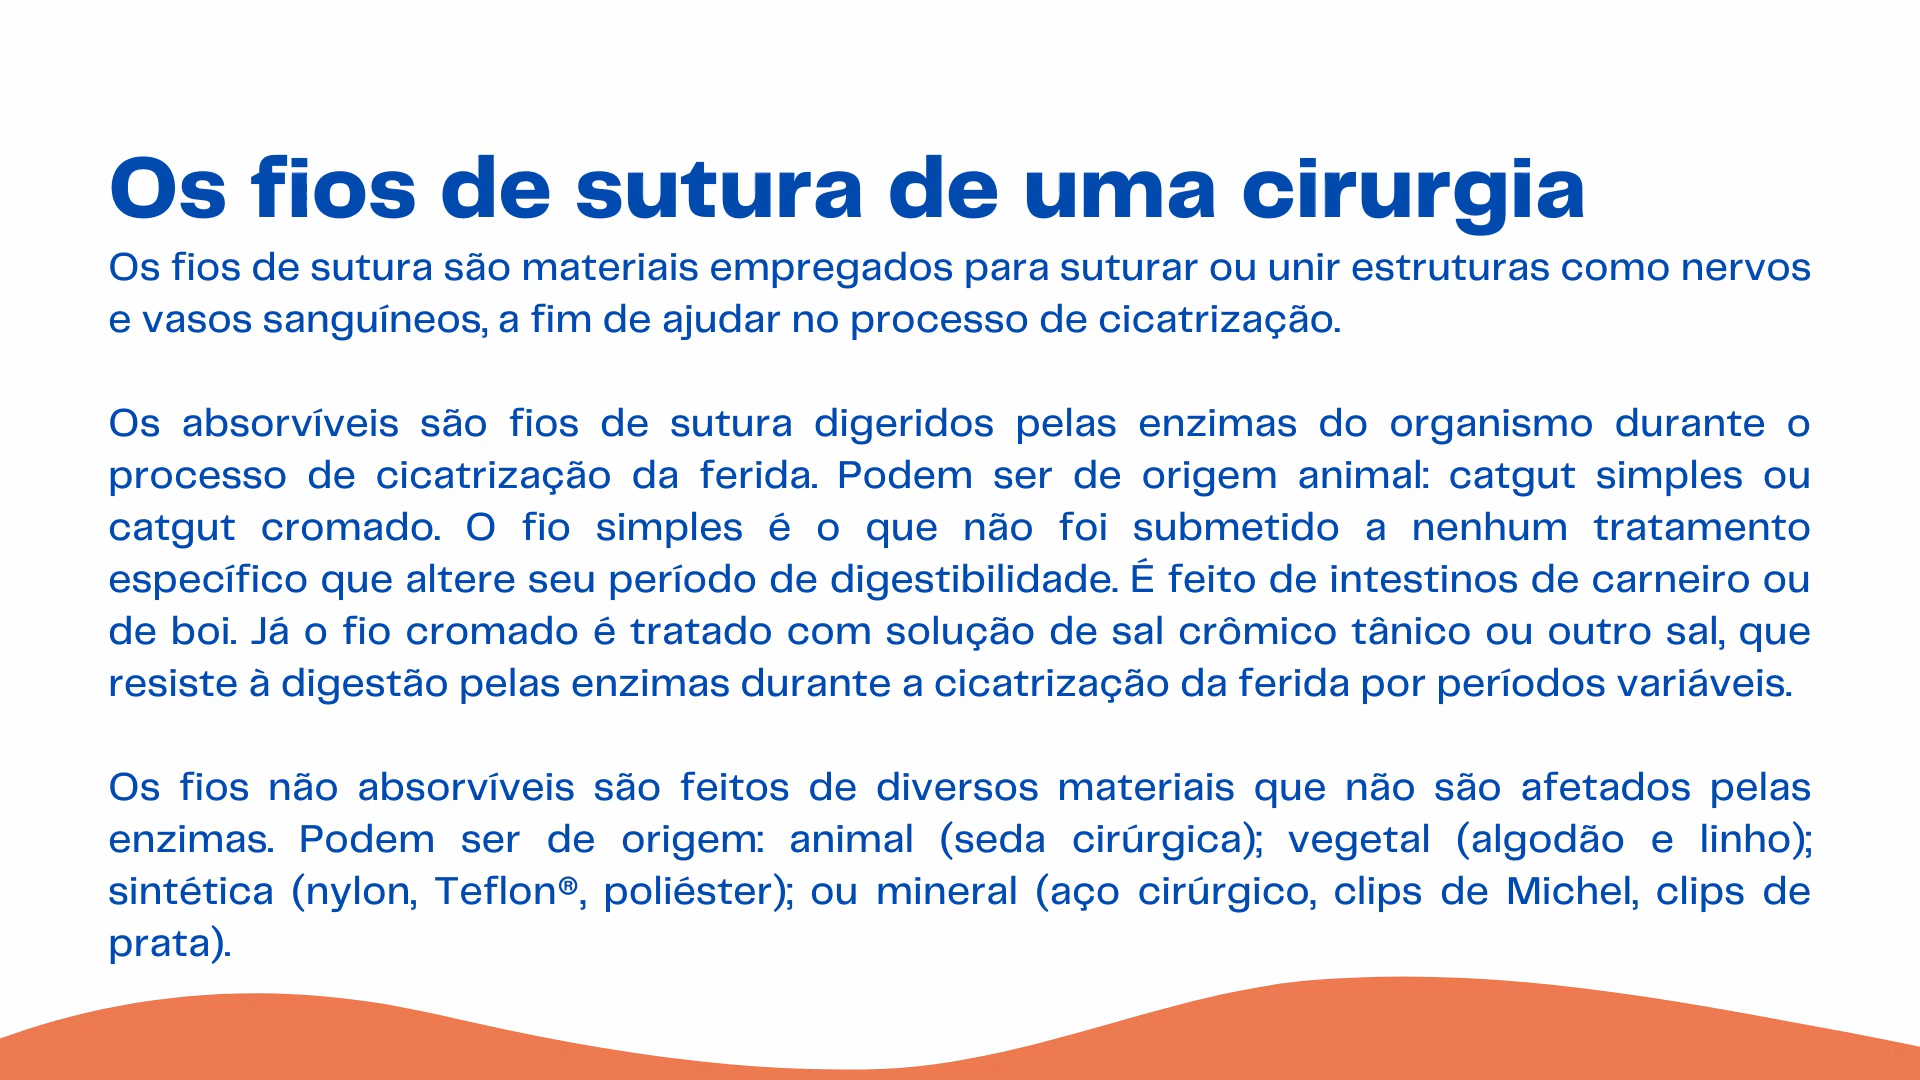 Os fios de sutura de uma cirurgia
Os fios de sutura são materiais empregados para suturar ou unir estruturas como nervos
e vasos sanguíneos, a fim de ajudar no processo de cicatrização.
Os absorvíveis são fios de sutura digeridos pelas enzimas do organismo durante o
processo de cicatrização da ferida. Podem ser de origem animal: catgut simples ou
catgut cromado. O fio simples é o que não foi submetido a nenhum tratamento
específico que altere seu período de digestibilidade. É feito de intestinos de carneiro ou
de boi. Já o fio cromado é tratado com solução de sal crômico tânico ou outro sal, que
resiste à digestão pelas enzimas durante a cicatrização da ferida por períodos variáveis.
Os fios não absorvíveis são feitos de diversos materiais que não são afetados pelas
enzimas. Podem ser de origem: animal (seda cirúrgica); vegetal (algodão e linho);
sintética (nylon, Teflon®, poliéster); ou mineral (aço cirúrgico, clips de Michel, clips de
prata).